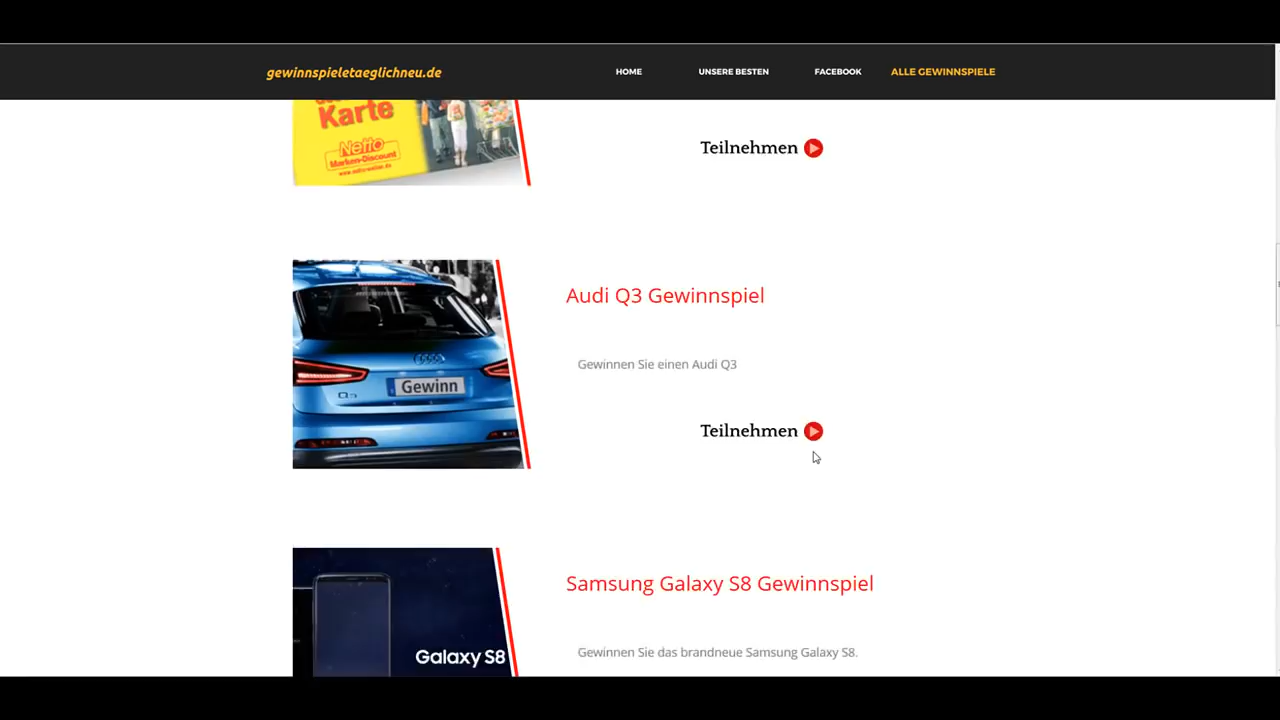 gewinnspieletaeglichneu.de
HOME
UNSERE BESTEN
FACEBOOK
ALLE GEWINNSPIELE
Karte
Netto
Marken-Discount
Teilnehmen
Audi Q3 Gewinnspiel
Gewinnen Sie einen Audi Q3
Gewinn
Q3
Teilnehmen
Samsung Galaxy S8 Gewinnspiel
Gewinnen Sie das brandneue Samsung Galaxy S8.
Galaxy S8